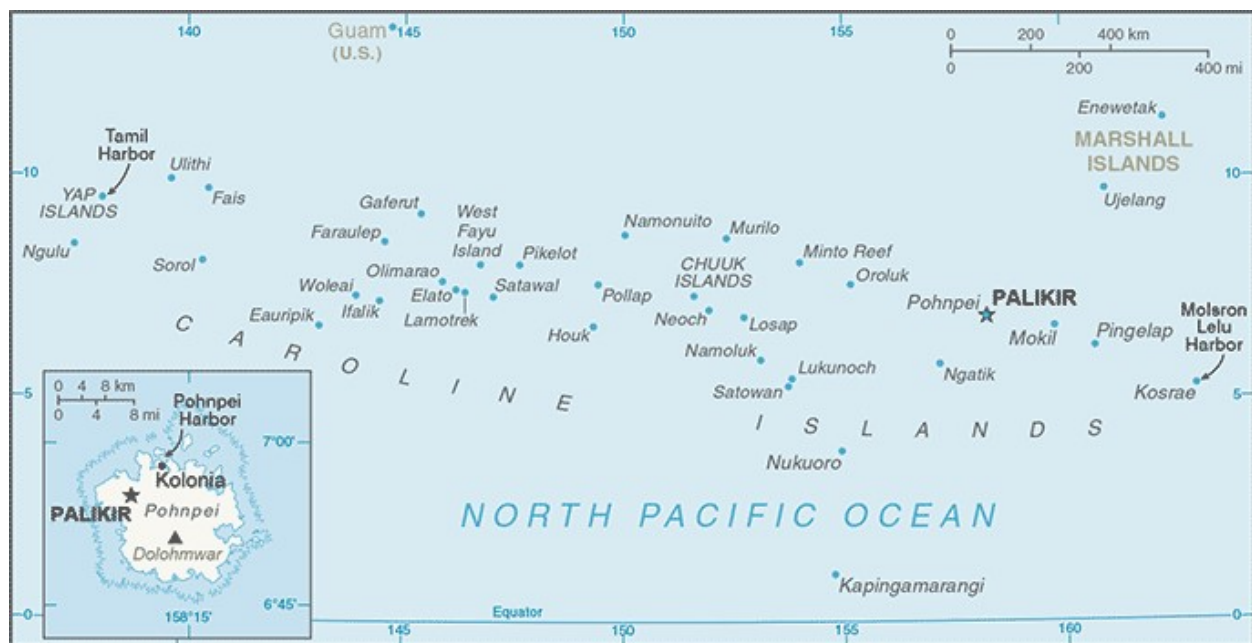 140
Guam
(U.S.)
145
150
155
0 200 400 km
0 200 400 mi
Enewetak
MARSHALL
ISLANDS
Tamil
Harbor
10
10
Ulithi
YAP
ISLANDS
Fais
Ujelang
Gaferut
West
Fayu
Island
Namonuito
Murilo
Faraulep
Ngulu
Sorol
Pikelot
Minto Reef
Olimarao
CHUUK
ISLANDS
Oroluk
Woleai
Elato
Satawal
Pollap
Pohnpei
PALIKIR
Ifalik
Lamotrek
Eauripik
Neoch
Losap
Mokil
Pingelap
Molsron
Lelu
Harbor
Houk
Namoluk
Lukunoch
Ngatik
Satowan
Kosrae
5
5
CAROLINE ISLANDS
0 4 8 km
0 4 8 mi
Pohnpei
Harbor
7°00'
Kolonia
PALIKIR
Pohnpei
Dolohmwar
6°45'
158°15'
Nukuoro
NORTH PACIFIC OCEAN
Kapingamarangi
0
0
Equator
145
150
155
160